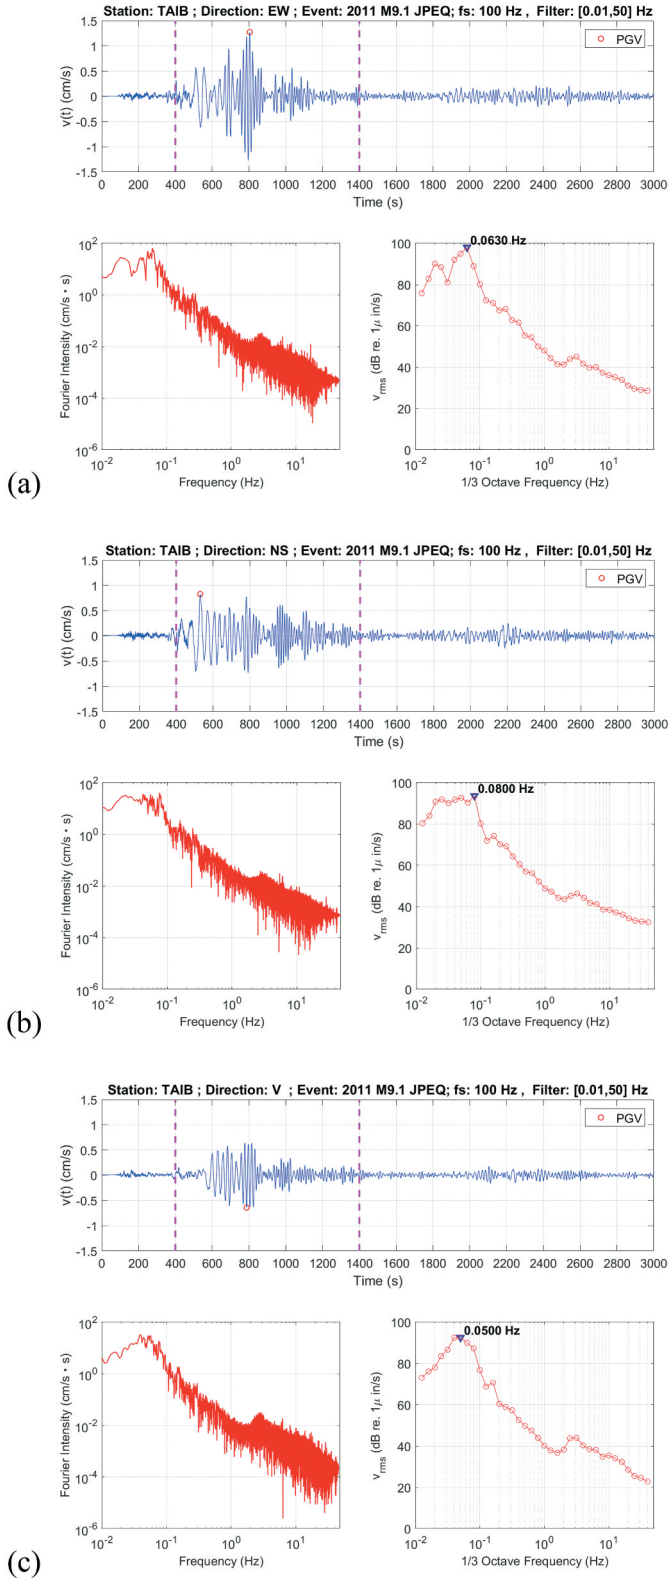 Station: TAIB ; Direction: EW ; Event: 2011 M9.1 JPEQ; fs: 100 Hz , Filter: [0.01,50] Hz
1.5
1
0.5
0
-0.5
-1
-1.5
v(t) (cm/s)
PGV
0 200 400 600 800 1000 1200 1400 1600 1800 2000 2200 2400 2600 2800 3000
Time (s)
10^2
10^0
10^-2
10^-4
10^-6
Fourier Intensity (cm/s • s)
10^-2 10^-1 10^0 10^1
Frequency (Hz)
0.0630 Hz
100
80
60
40
20
0
v_rms (dB re. 1μ in/s)
10^-2 10^-1 10^0 10^1
1/3 Octave Frequency (Hz)
(a)
Station: TAIB ; Direction: NS ; Event: 2011 M9.1 JPEQ; fs: 100 Hz , Filter: [0.01,50] Hz
1.5
1
0.5
0
-0.5
-1
-1.5
v(t) (cm/s)
PGV
0 200 400 600 800 1000 1200 1400 1600 1800 2000 2200 2400 2600 2800 3000
Time (s)
10^2
10^0
10^-2
10^-4
10^-6
Fourier Intensity (cm/s • s)
10^-2 10^-1 10^0 10^1
Frequency (Hz)
0.0800 Hz
100
80
60
40
20
0
v_rms (dB re. 1μ in/s)
10^-2 10^-1 10^0 10^1
1/3 Octave Frequency (Hz)
(b)
Station: TAIB ; Direction: V ; Event: 2011 M9.1 JPEQ; fs: 100 Hz , Filter: [0.01,50] Hz
1.5
1
0.5
0
-0.5
-1
-1.5
v(t) (cm/s)
PGV
0 200 400 600 800 1000 1200 1400 1600 1800 2000 2200 2400 2600 2800 3000
Time (s)
10^2
10^0
10^-2
10^-4
10^-6
Fourier Intensity (cm/s • s)
10^-2 10^-1 10^0 10^1
Frequency (Hz)
0.0500 Hz
100
80
60
40
20
0
v_rms (dB re. 1μ in/s)
10^-2 10^-1 10^0 10^1
1/3 Octave Frequency (Hz)
(c)